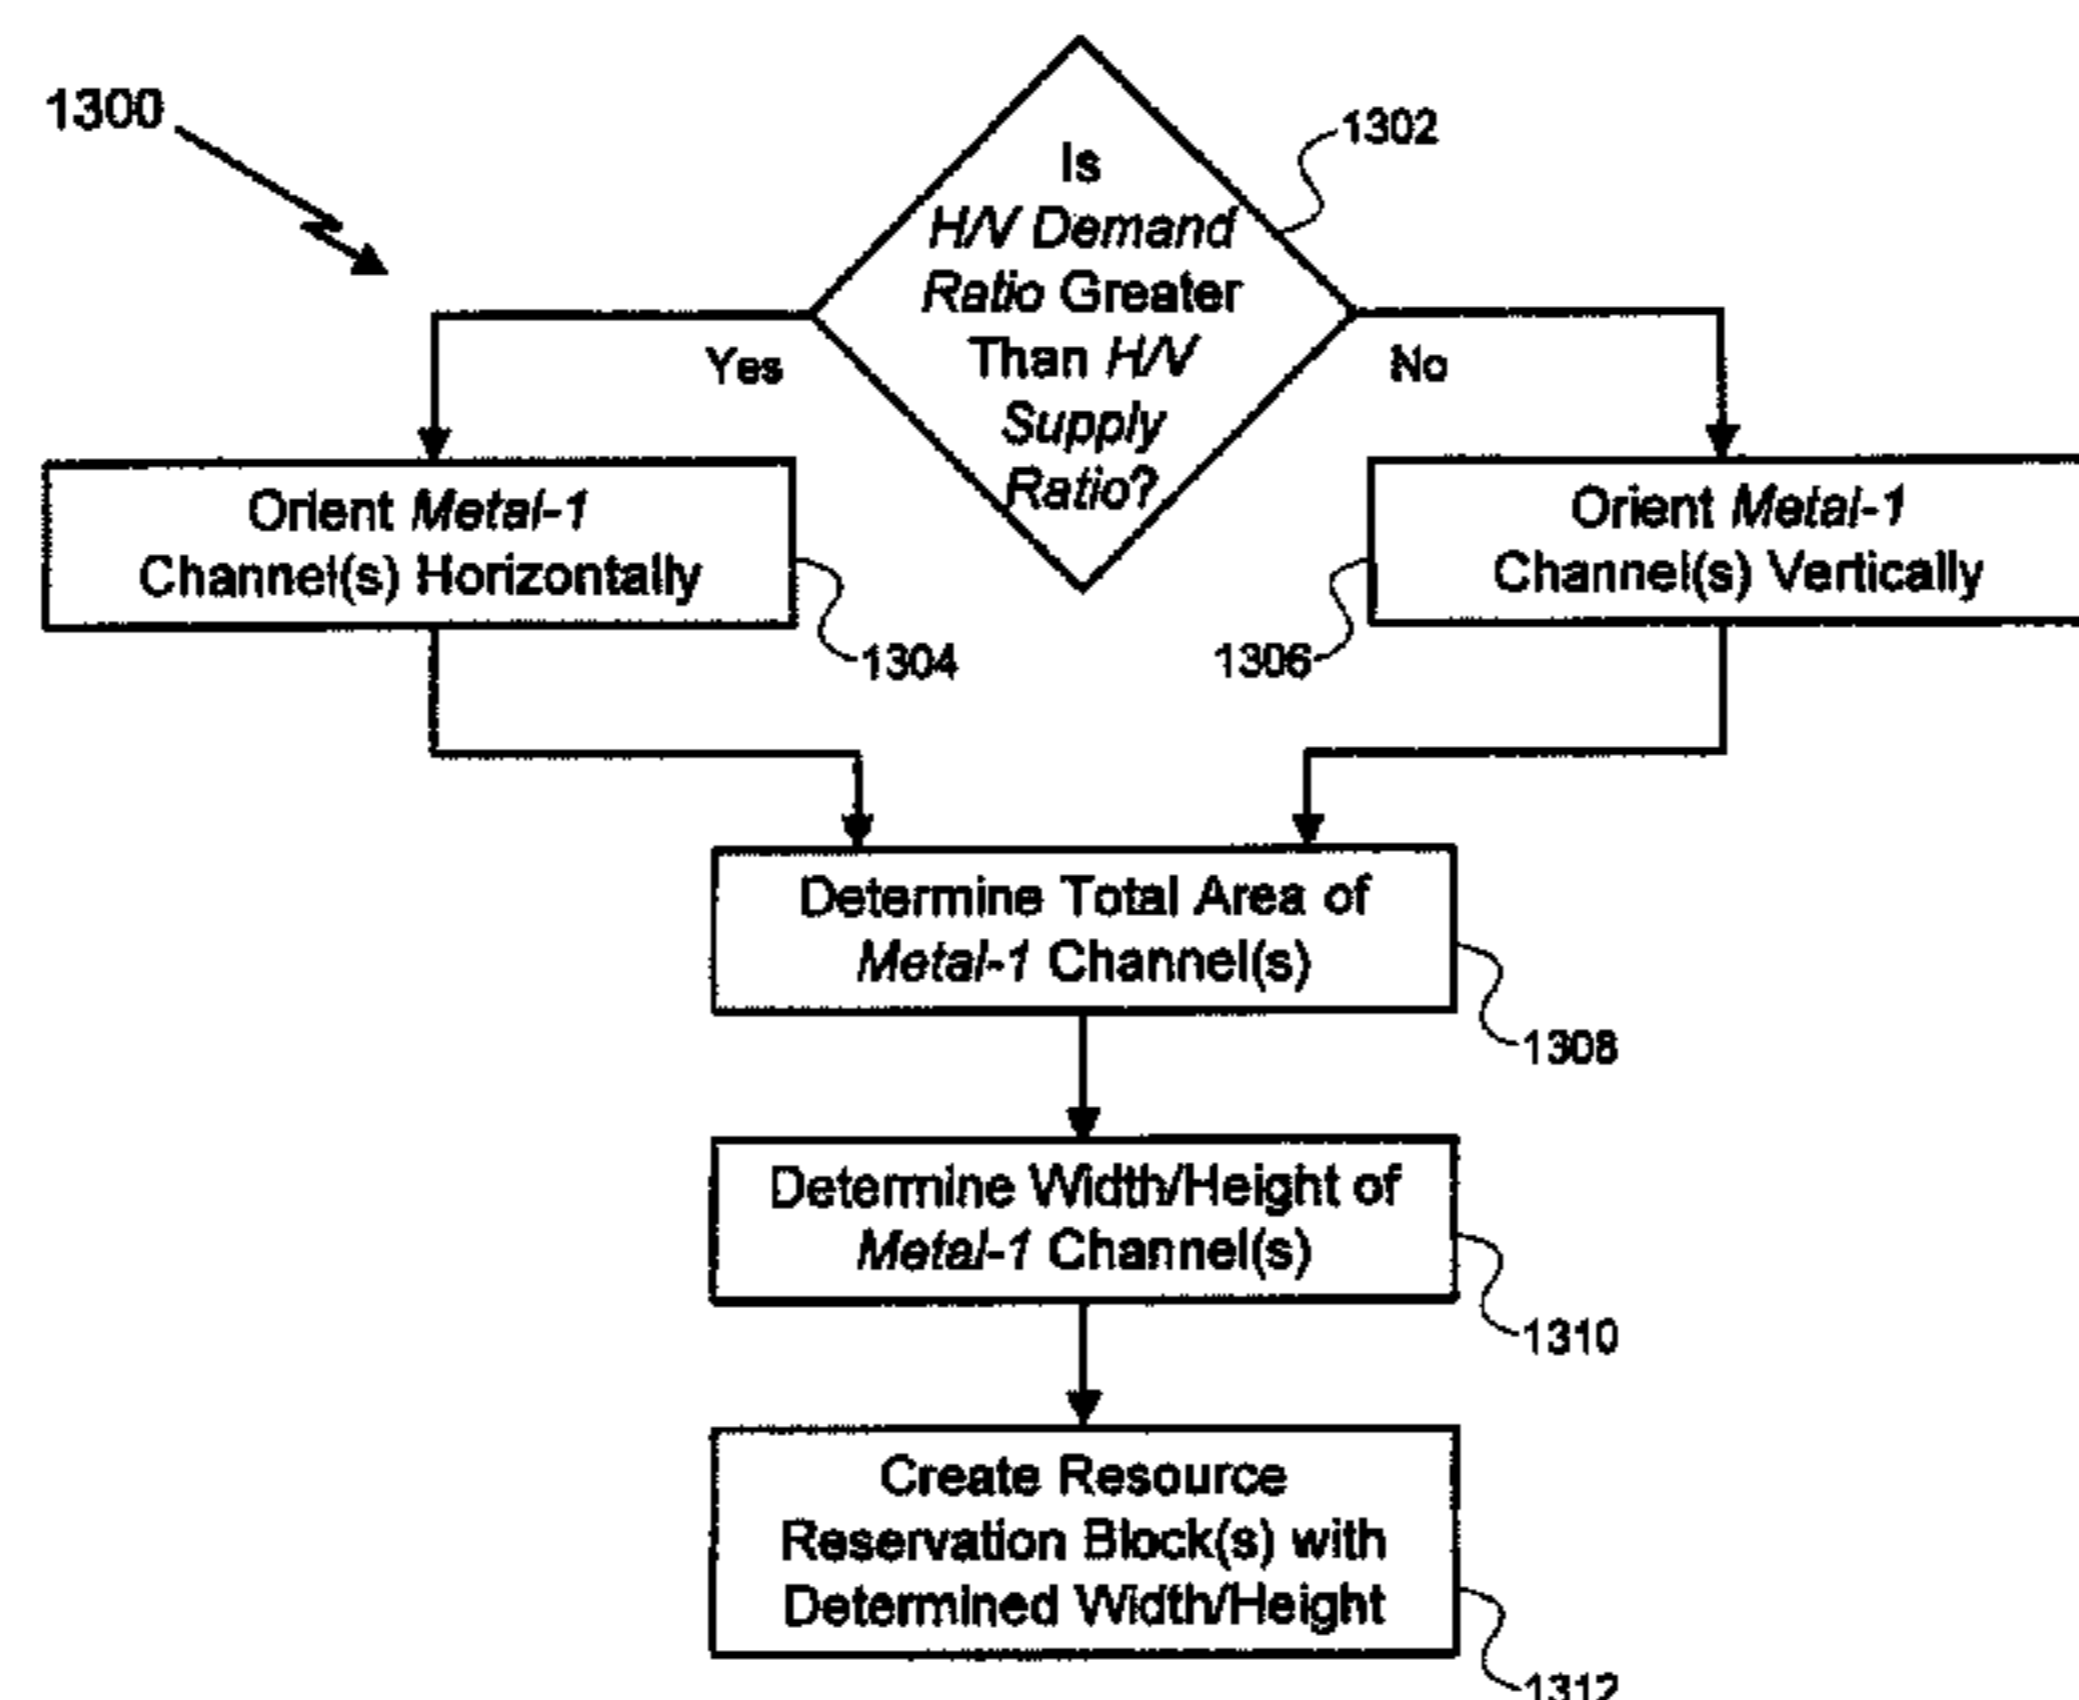 1300
1302
Is
H/V Demand
Ratio Greater
Than H/V
Supply
Ratio?
Yes
No
Orient Metal-1
Channel(s) Horizontally
1304
Orient Metal-1
Channel(s) Vertically
1306
Determine Total Area of
Metal-1 Channel(s)
1308
Determine Width/Height of
Metal-1 Channel(s)
1310
Create Resource
Reservation Block(s) with
Determined Width/Height
1312